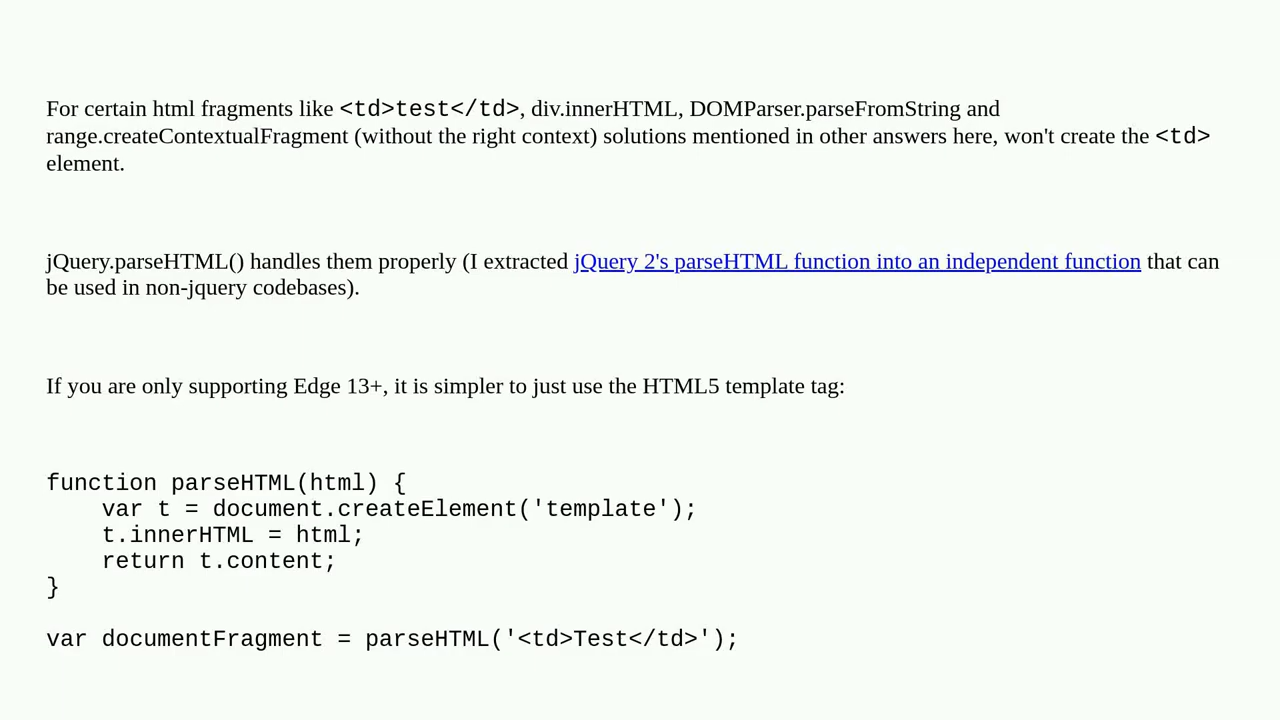 For certain html fragments like <td>test</td>, div.innerHTML, DOMParser.parseFromString and
range.createContextualFragment (without the right context) solutions mentioned in other answers here, won't create the <td>
element.
jQuery.parseHTML() handles them properly (I extracted jQuery 2's parseHTML function into an independent function that can
be used in non-jquery codebases).
If you are only supporting Edge 13+, it is simpler to just use the HTML5 template tag:
function parseHTML(html) {
    var t = document.createElement('template');
    t.innerHTML = html;
    return t.content;
}
var documentFragment = parseHTML('<td>Test</td>');